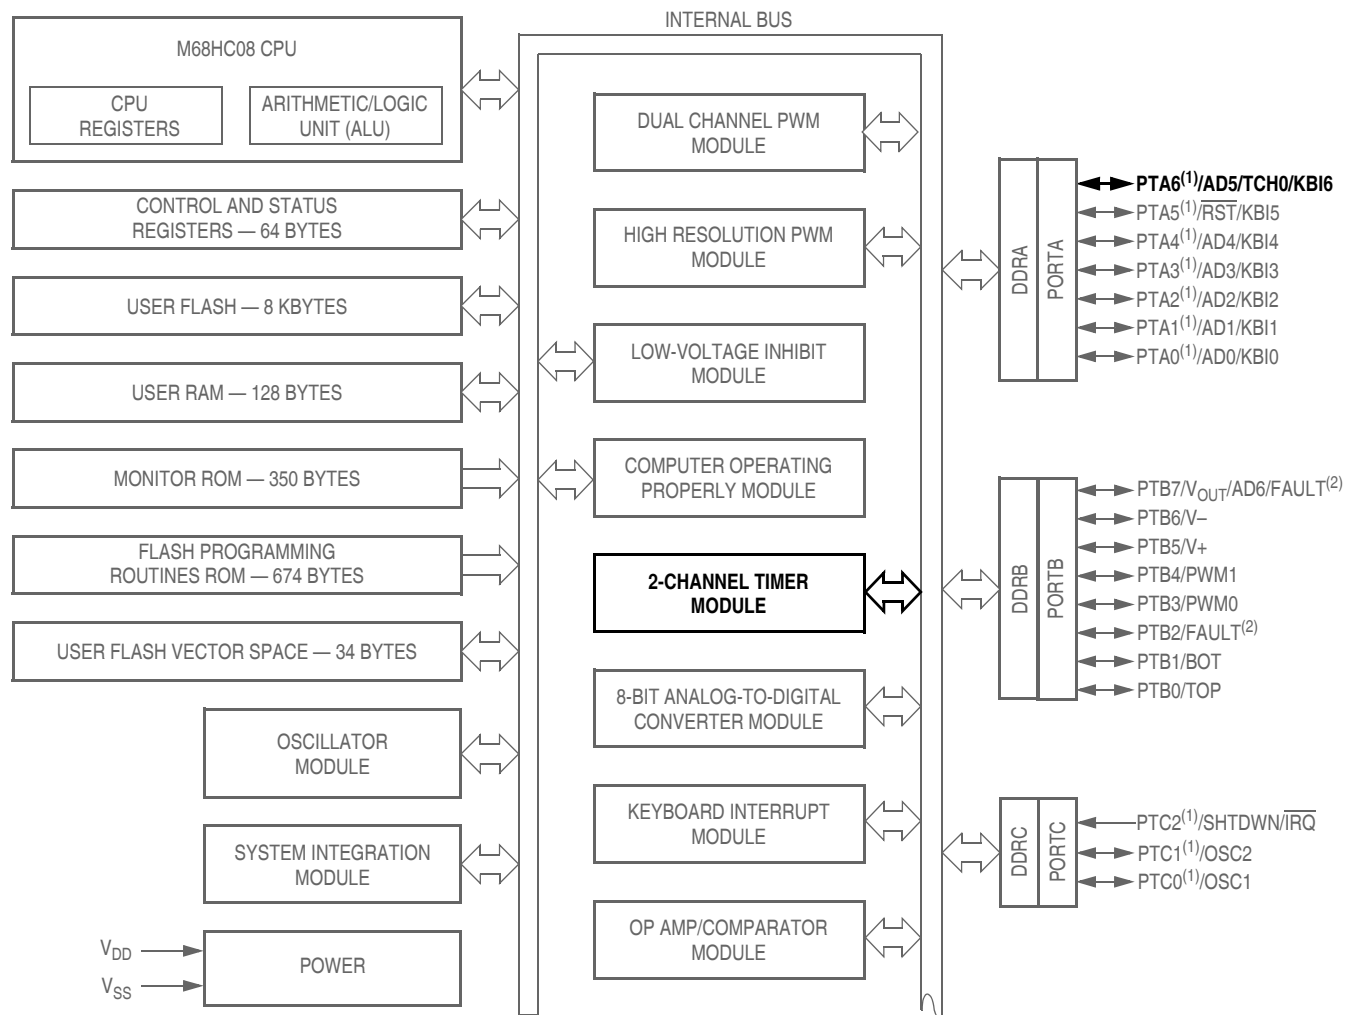 INTERNAL BUS
M68HC08 CPU
CPU
REGISTERS
ARITHMETIC/LOGIC
UNIT (ALU)
CONTROL AND STATUS
REGISTERS — 64 BYTES
USER FLASH — 8 KBYTES
USER RAM — 128 BYTES
MONITOR ROM — 350 BYTES
FLASH PROGRAMMING
ROUTINES ROM — 674 BYTES
USER FLASH VECTOR SPACE — 34 BYTES
OSCILLATOR
MODULE
SYSTEM INTEGRATION
MODULE
VDD
VSS
POWER
DUAL CHANNEL PWM
MODULE
HIGH RESOLUTION PWM
MODULE
LOW-VOLTAGE INHIBIT
MODULE
COMPUTER OPERATING
PROPERLY MODULE
2-CHANNEL TIMER
MODULE
8-BIT ANALOG-TO-DIGITAL
CONVERTER MODULE
KEYBOARD INTERRUPT
MODULE
OP AMP/COMPARATOR
MODULE
DDRA
PORTA
PTA6(1)/AD5/TCH0/KBI6
PTA5(1)/RST/KBI5
PTA4(1)/AD4/KBI4
PTA3(1)/AD3/KBI3
PTA2(1)/AD2/KBI2
PTA1(1)/AD1/KBI1
PTA0(1)/AD0/KBI0
DDRB
PORTB
PTB7/VOUT/AD6/FAULT(2)
PTB6/V–
PTB5/V+
PTB4/PWM1
PTB3/PWM0
PTB2/FAULT(2)
PTB1/BOT
PTB0/TOP
DDRC
PORTC
PTC2(1)/SHTDWN/IRQ
PTC1(1)/OSC2
PTC0(1)/OSC1